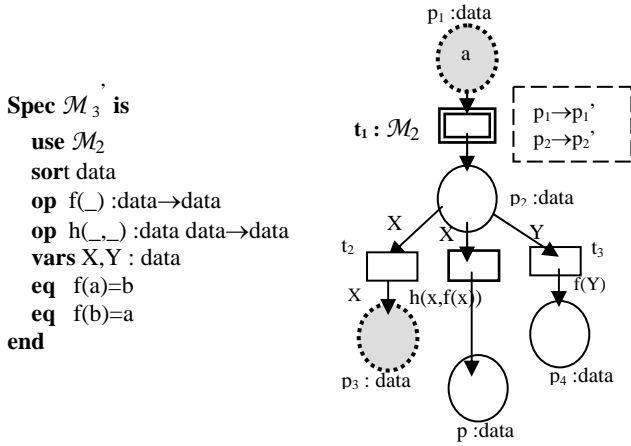 Spec ℳ3’ is
use ℳ2
sort data
op f(_) :data→data
op h(_,_) :data data→data
vars X,Y : data
eq f(a)=b
eq f(b)=a
end
p1 :data
a
t1 : ℳ2
p1→p1’
p2→p2’
p2:data
X
X
Y
t2
t3
X
h(x,f(x))
f(Y)
p3 : data
p4:data
p :data